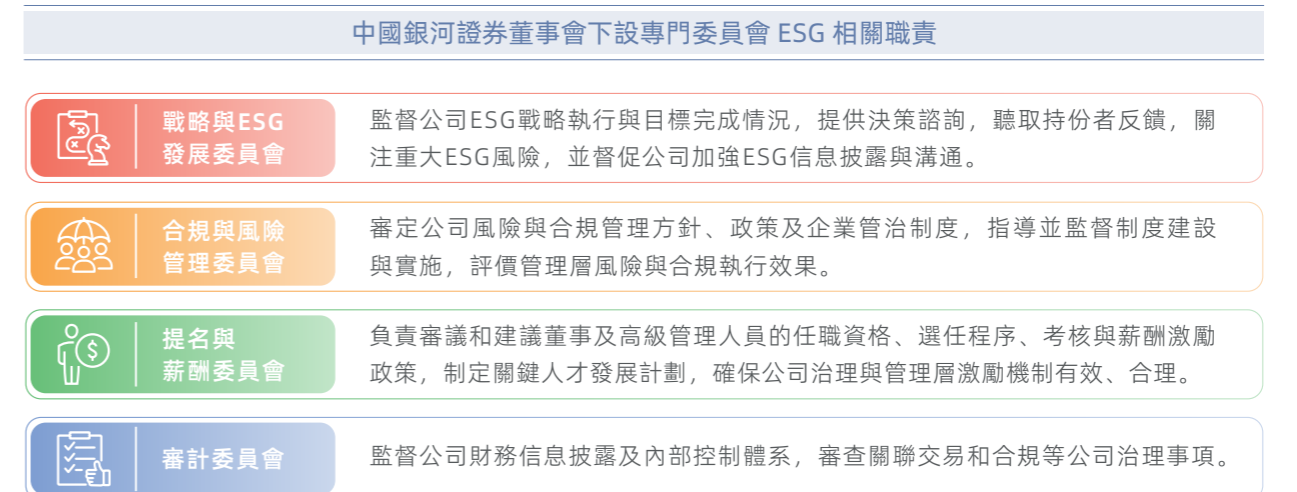 中國銀河證券董事會下設專門委員會 ESG 相關職責
戰略與ESG
發展委員會
監督公司ESG戰略執行與目標完成情況，提供決策諮詢，聽取持份者反饋，關
注重大ESG風險，並督促公司加強ESG信息披露與溝通。
合規與風險
管理委員會
審定公司風險與合規管理方針、政策及企業管治制度，指導並監督制度建設
與實施，評價管理層風險與合規執行效果。
提名與
薪酬委員會
負責審議和建議董事及高級管理人員的任職資格、選任程序、考核與薪酬激勵
政策，制定關鍵人才發展計劃，確保公司治理與管理層激勵機制有效、合理。
審計委員會
監督公司財務信息披露及內部控制體系，審查關聯交易和合規等公司治理事項。